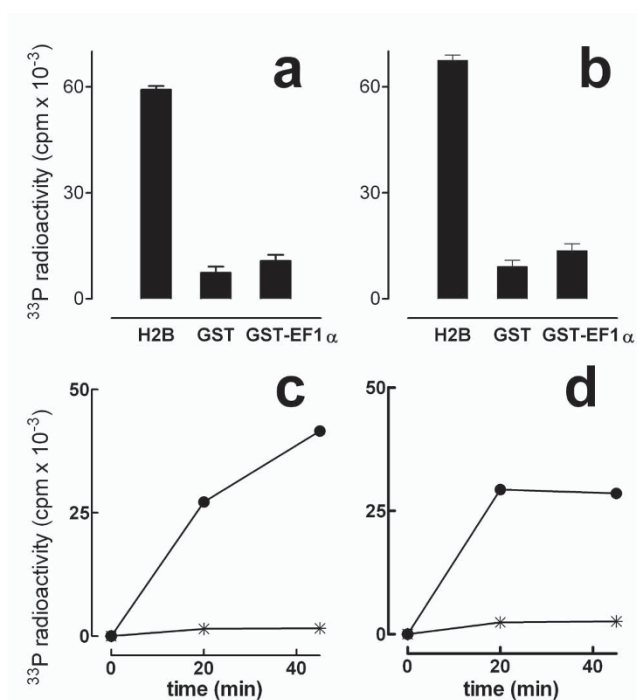 a
b
³³P radioactivity (cpm x 10⁻³)
60
30
0
H2B GST GST-EF1 α
60
30
0
H2B GST GST-EF1 α
c
d
³³P radioactivity (cpm x 10⁻³)
50
25
0
0 20 40
time (min)
50
25
0
0 20 40
time (min)